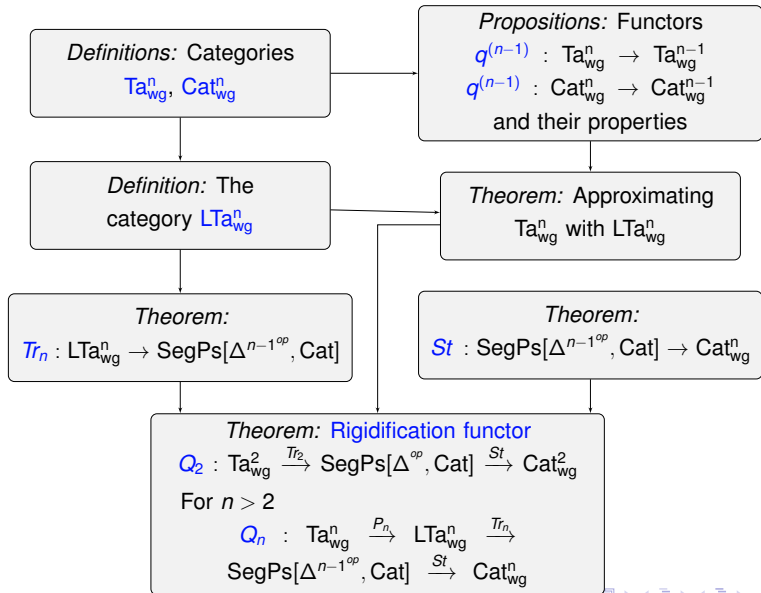 Definitions: Categories
Ta^n_wg, Cat^n_wg
Propositions: Functors
q^(n−1) : Ta^n_wg → Ta^{n−1}_wg
q^(n−1) : Cat^n_wg → Cat^{n−1}_wg
and their properties
Definition: The
category LTa^n_wg
Theorem: Approximating
Ta^n_wg with LTa^n_wg
Theorem:
Tr_n : LTa^n_wg → SegPs[Δ^{n−1^{op}}, Cat]
Theorem:
St : SegPs[Δ^{n−1^{op}}, Cat] → Cat^n_wg
Theorem: Rigidification functor
Q_2 : Ta^2_wg —Tr_2→ SegPs[Δ^{op}, Cat] —St→ Cat^2_wg
For n > 2
Q_n : Ta^n_wg —P_n→ LTa^n_wg —Tr_n→
SegPs[Δ^{n−1^{op}}, Cat] —St→ Cat^n_wg